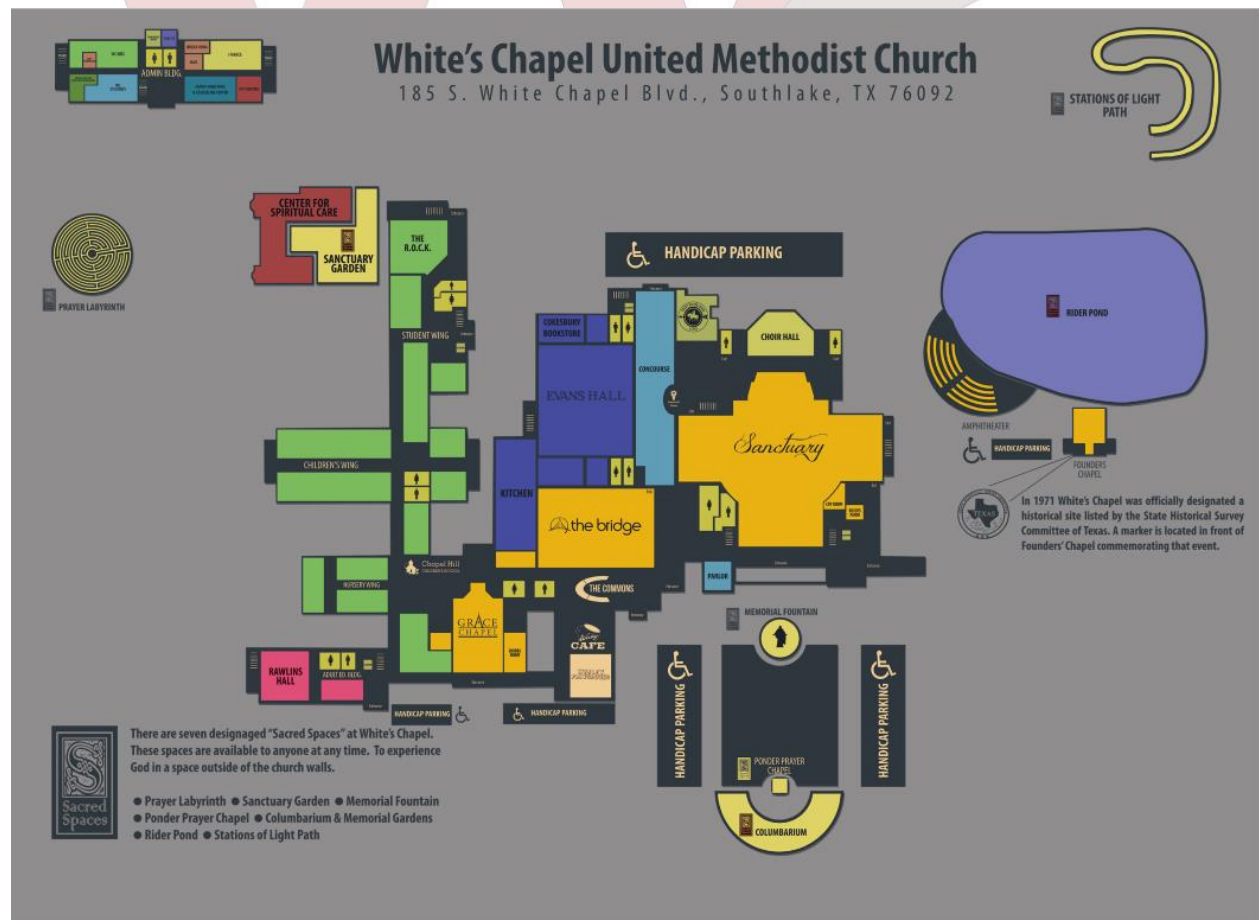 White's Chapel United Methodist Church
185 S. White Chapel Blvd., Southlake, TX 76092
ADMIN BLDG.
STATIONS OF LIGHT
PATH
CENTER FOR
SPIRITUAL CARE
SANCTUARY
GARDEN
PRAYER LABYRINTH
THE
R.O.C.K.
STUDENT WING
HANDICAP PARKING
COKESBURY
BOOKSTORE
EVANS HALL
CONCOURSE
CHOIR HALL
RIDER POND
AMPHITHEATER
HANDICAP PARKING
FOUNDERS
CHAPEL
Sanctuary
CHILDREN'S WING
KITCHEN
the bridge
TEXAS
In 1971 White's Chapel was officially designated a
historical site listed by the State Historical Survey
Committee of Texas. A marker is located in front of
Founders' Chapel commemorating that event.
Chapel Hill
NURSERY WING
THE COMMONS
PARLOR
GRACE
CHAPEL
CAFE
MEMORIAL FOUNTAIN
RAWLINS
HALL
ADULT ED. BLDG.
HANDICAP PARKING
HANDICAP PARKING
HANDICAP PARKING
HANDICAP PARKING
PONDER PRAYER
CHAPEL
COLUMBARIUM
Sacred
Spaces
There are seven designaged "Sacred Spaces" at White's Chapel.
These spaces are available to anyone at any time. To experience
God in a space outside of the church walls.
● Prayer Labyrinth ● Sanctuary Garden ● Memorial Fountain
● Ponder Prayer Chapel ● Columbarium & Memorial Gardens
● Rider Pond ● Stations of Light Path